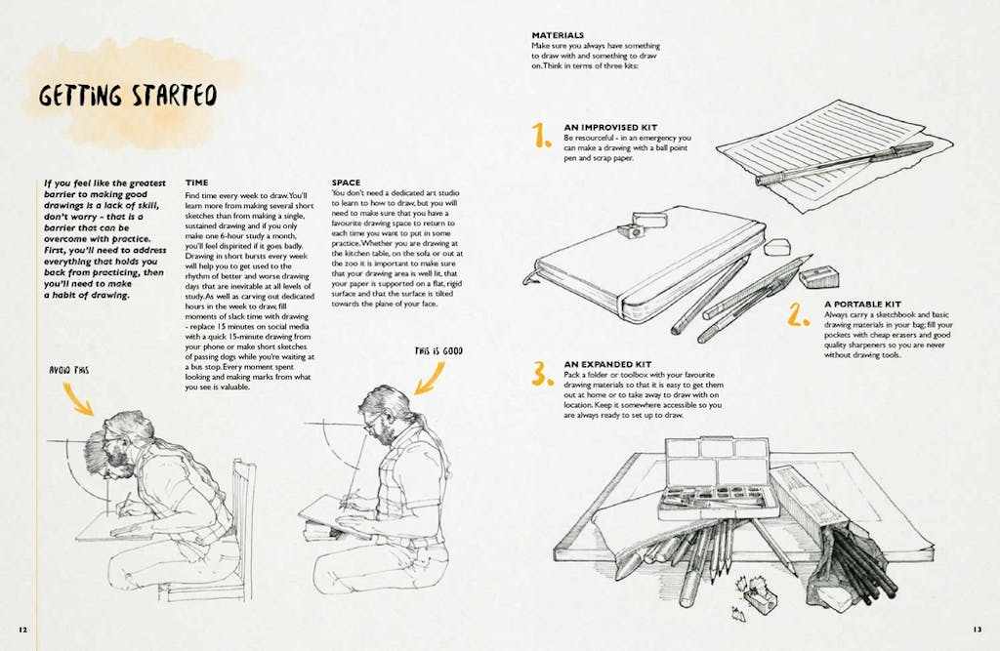 GETTING STARTED
If you feel like the greatest
barrier to making good
drawings is a lack of skill,
don't worry - that is a
barrier that can be
overcome with practice.
First, you'll need to address
everything that holds you
back from practicing, then
you'll need to make
a habit of drawing.
TIME
Find time every week to draw. You'll
learn more from making several short
sketches than from making a single,
sustained drawing and if you only
make one 6-hour study a month,
you'll feel dispirited if it goes badly.
Drawing in short bursts every week
will help you to get used to the
rhythm of better and worse drawing
days that are inevitable at all levels of
study. As well as carving out dedicated
hours in the week to draw, fill
moments of slack time with drawing
- replace 15 minutes on social media
with a quick 15-minute drawing from
your phone or make short sketches
of passing dogs while you're waiting at
a bus stop. Every moment spent
looking and making marks from what
you see is valuable.
SPACE
You don't need a dedicated art studio
to learn how to draw, but you will
need to make sure that you have a
favourite drawing space to return to
each time you want to put in some
practice. Whether you are drawing at
the kitchen table, on the sofa or out at
the zoo it is important to make sure
that your drawing area is well lit, that
your paper is supported on a flat, rigid
surface and that the surface is tilted
towards the plane of your face.
AVOID THIS
THIS IS GOOD
12
MATERIALS
Make sure you always have something
to draw with and something to draw
on. Think in terms of three kits:
1.
AN IMPROVISED KIT
Be resourceful - in an emergency you
can make a drawing with a ball point
pen and scrap paper.
2.
A PORTABLE KIT
Always carry a sketchbook and basic
drawing materials in your bag; fill your
pockets with cheap erasers and good
quality sharpeners so you are never
without drawing tools.
3.
AN EXPANDED KIT
Pack a folder or toolbox with your favourite
drawing materials so that it is easy to get them
out at home or to take away to draw with on
location. Keep it somewhere accessible so you
are always ready to set up to draw.
13